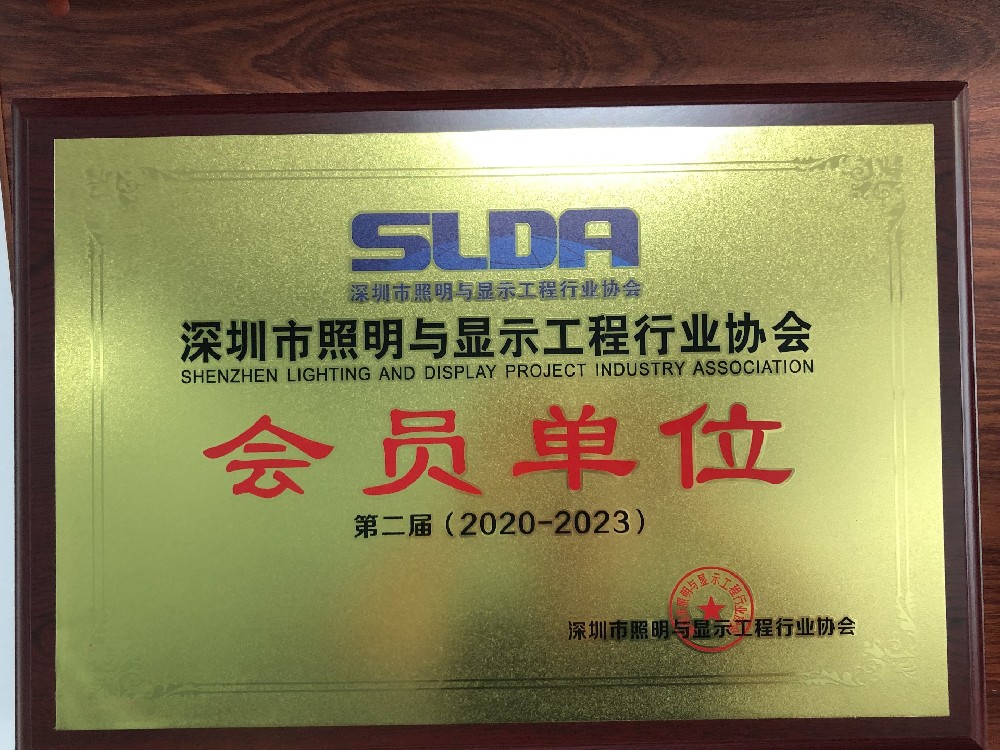 SLDA
深圳市照明与显示工程行业协会
深圳市照明与显示工程行业协会
SHENZHEN LIGHTING AND DISPLAY PROJECT INDUSTRY ASSOCIATION
会员单位
第二届（2020-2023）
深圳市照明与显示工程行业协会